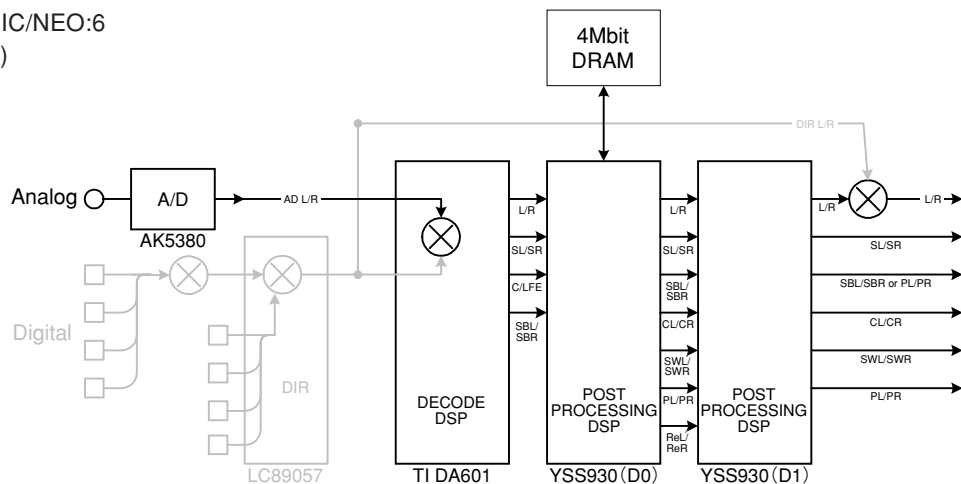 IC/NEO:6
)
4Mbit
DRAM
DIR L/R
Analog
A/D
AD L/R
AK5380
Digital
DIR
LC89057
DECODE
DSP
TI DA601
L/R
SL/SR
C/LFE
SBL/
SBR
POST
PROCESSING
DSP
YSS930(D0)
L/R
SL/SR
SBL/
SBR
CL/CR
SWL/
SWR
PL/PR
ReL/
ReR
POST
PROCESSING
DSP
YSS930(D1)
L/R
L/R
SL/SR
SBL/SBR or PL/PR
CL/CR
SWL/SWR
PL/PR